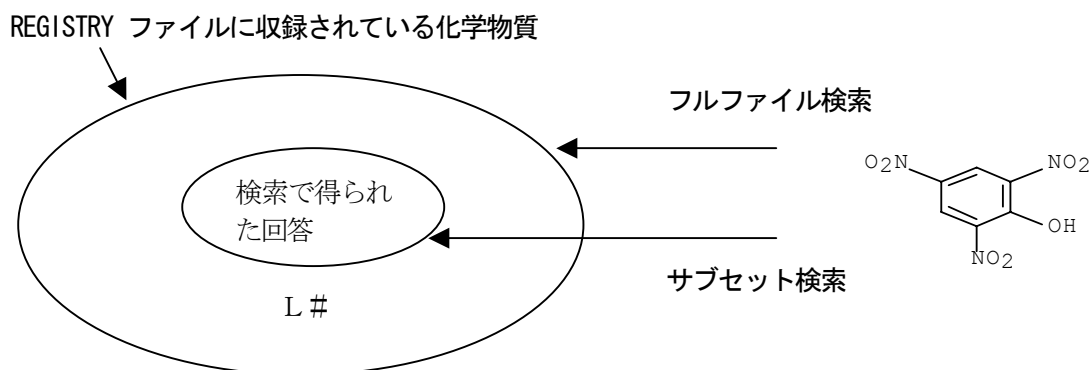 REGISTRY ファイルに収録されている化学物質
フルファイル検索
検索で得られ
た回答
サブセット検索
L＃
O₂N
NO₂
OH
NO₂